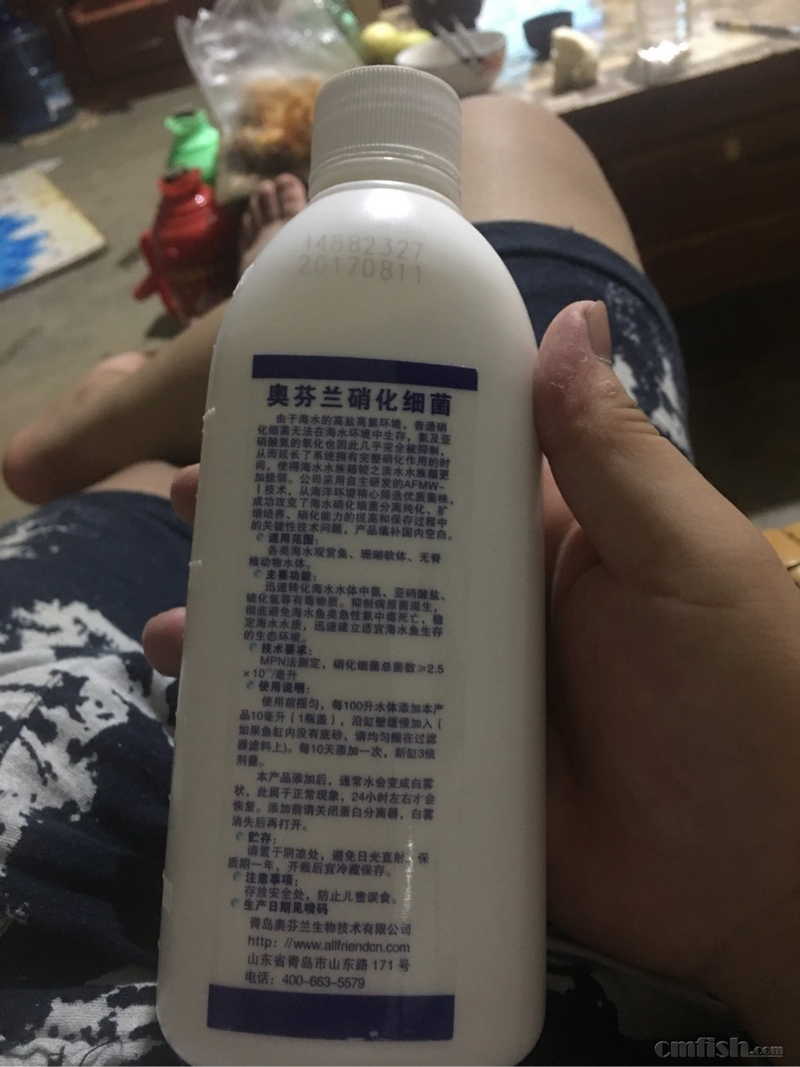 14882327
20170811
奥芬兰硝化细菌
由于海水的高盐高氯环境，普通硝
化细菌无法在海水环境中生存，氨及亚
硝酸氮的氧化也因此几乎完全被抑制，
从而延长了系统拥有完整硝化作用的时
间，使得海水水族箱较之淡水水族箱更
加脆弱。公司采用自主研发的AFMW-
I技术，从海洋环境精心筛选优质菌株，
成功改变了海水硝化细菌分离纯化、扩
增培养、硝化能力的提高和保存过程中
的关键性技术问题，产品填补国内空白。
适用范围：
各类海水观赏鱼、珊瑚软体、无脊
椎动物水体。
主要功能：
迅速转化海水水体中氨、亚硝酸盐、
硫化氢等有毒物质。抑制病原菌滋生，
彻底避免海水鱼类急性氨中毒死亡，稳
定海水水质，迅速建立适宜海水鱼生存
的生态环境。
技术要求：
MPN法测定，硝化细菌总菌数≥2.5
/毫升
使用说明：
使用前摇匀，每100升水体添加本产
品10毫升（1瓶盖），沿缸壁缓慢加入（
如果鱼缸内没有底砂，请均匀撒在过滤
器滤料上）。每10天添加一次，新缸3倍
剂量。
本产品添加后，通常水会变成白雾
状，此属于正常现象，24小时左右才会
恢复。添加前请关闭蛋白分离器，白雾
消失后再打开。
贮存：
请置于阴凉处，避免日光直射，保
质期一年，开瓶后宜冷藏保存。
注意事项：
存放安全处，防止儿童误食。
生产日期见喷码
青岛奥芬兰生物技术有限公司
http：//www.allfriendcn.com
山东省青岛市山东路 171 号
电话：400-663-5579
cmfish.com